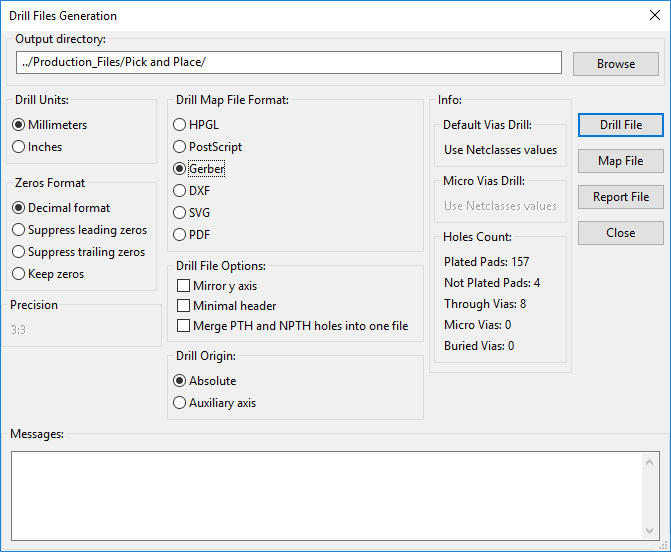 Drill Files Generation
Output directory:
../Production_Files/Pick and Place/
Browse
Drill Units:
Millimeters
Inches
Zeros Format
Decimal format
Suppress leading zeros
Suppress trailing zeros
Keep zeros
Precision
3:3
Drill Map File Format:
HPGL
PostScript
Gerber
DXF
SVG
PDF
Drill File Options:
Mirror y axis
Minimal header
Merge PTH and NPTH holes into one file
Drill Origin:
Absolute
Auxiliary axis
Info:
Default Vias Drill:
Use Netclasses values
Micro Vias Drill:
Use Netclasses values
Holes Count:
Plated Pads: 157
Not Plated Pads: 4
Through Vias: 8
Micro Vias: 0
Buried Vias: 0
Drill File
Map File
Report File
Close
Messages: